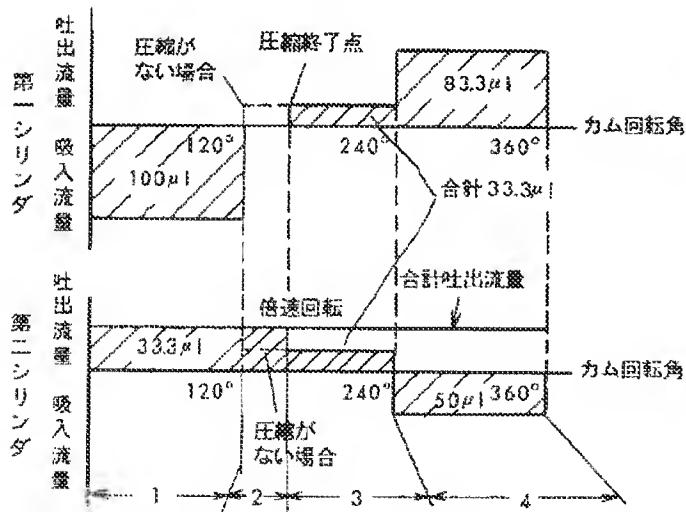 第一シリンダ
吐出流量
吸入流量
圧縮が
ない場合
圧縮終了点
83.3μl
カム回転角
120°
240°
360°
100μl
合計33.3μl
第二シリンダ
吐出流量
吸入流量
倍速回転
合計吐出流量
33.3μl
カム回転角
120°
240°
360°
50μl
圧縮が
ない場合
1
2
3
4